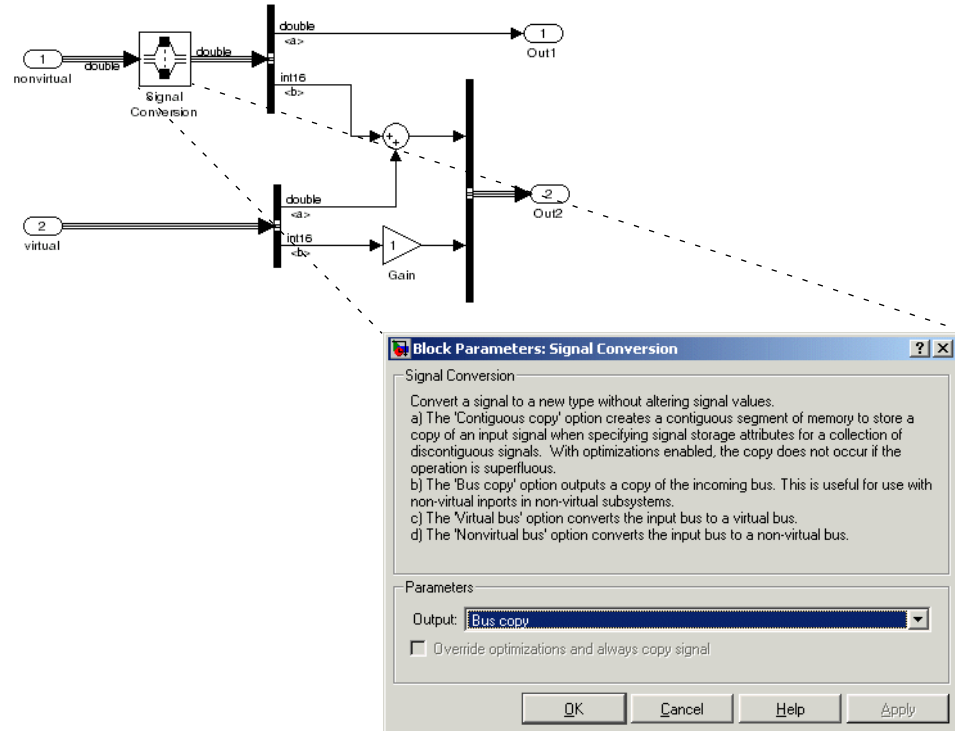 double
<a>
1
Out1
1
nonvirtual
double
double
Signal
Conversion
int16
<b>
+
+
double
<a>
2
Out2
2
virtual
int16
<b>
1
Gain
Block Parameters: Signal Conversion
Signal Conversion
Convert a signal to a new type without altering signal values.
a) The 'Contiguous copy' option creates a contiguous segment of memory to store a
copy of an input signal when specifying signal storage attributes for a collection of
discontiguous signals. With optimizations enabled, the copy does not occur if the
operation is superfluous.
b) The 'Bus copy' option outputs a copy of the incoming bus. This is useful for use with
non-virtual inports in non-virtual subsystems.
c) The 'Virtual bus' option converts the input bus to a virtual bus.
d) The 'Nonvirtual bus' option converts the input bus to a non-virtual bus.
Parameters
Output: Bus copy
Override optimizations and always copy signal
OK Cancel Help Apply